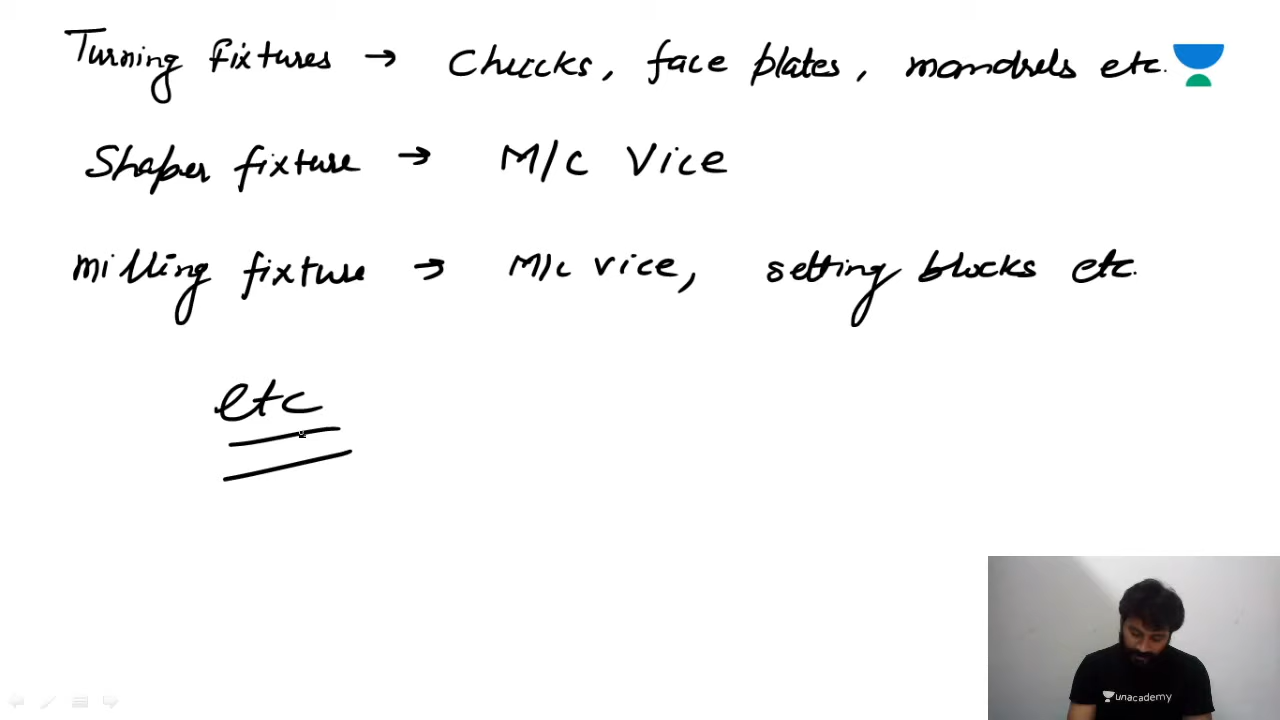 Turning Fixtures → Chucks, face plates, mandrels etc.
Shaper fixture → M/C Vice
milling fixture → M/c vice, setting blocks etc.
etc
unacademy